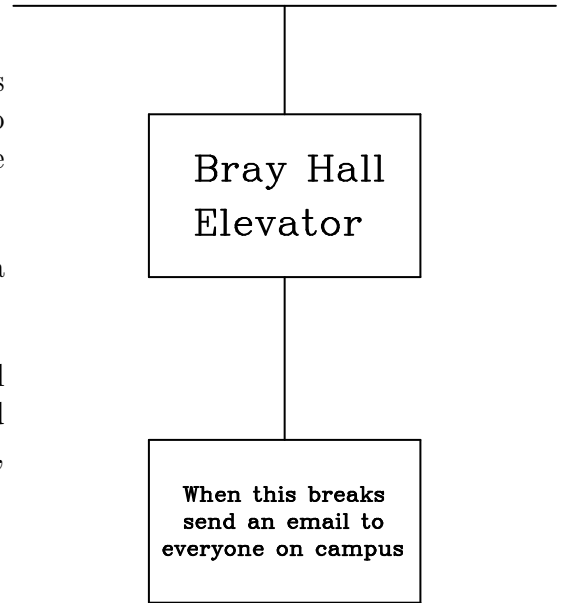 Bray Hall
Elevator
When this breaks
send an email to
everyone on campus